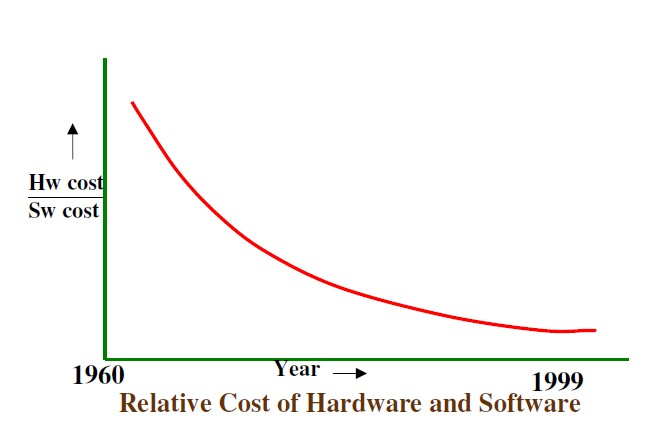 Hw cost
Sw cost
Year
1960
1999
Relative Cost of Hardware and Software